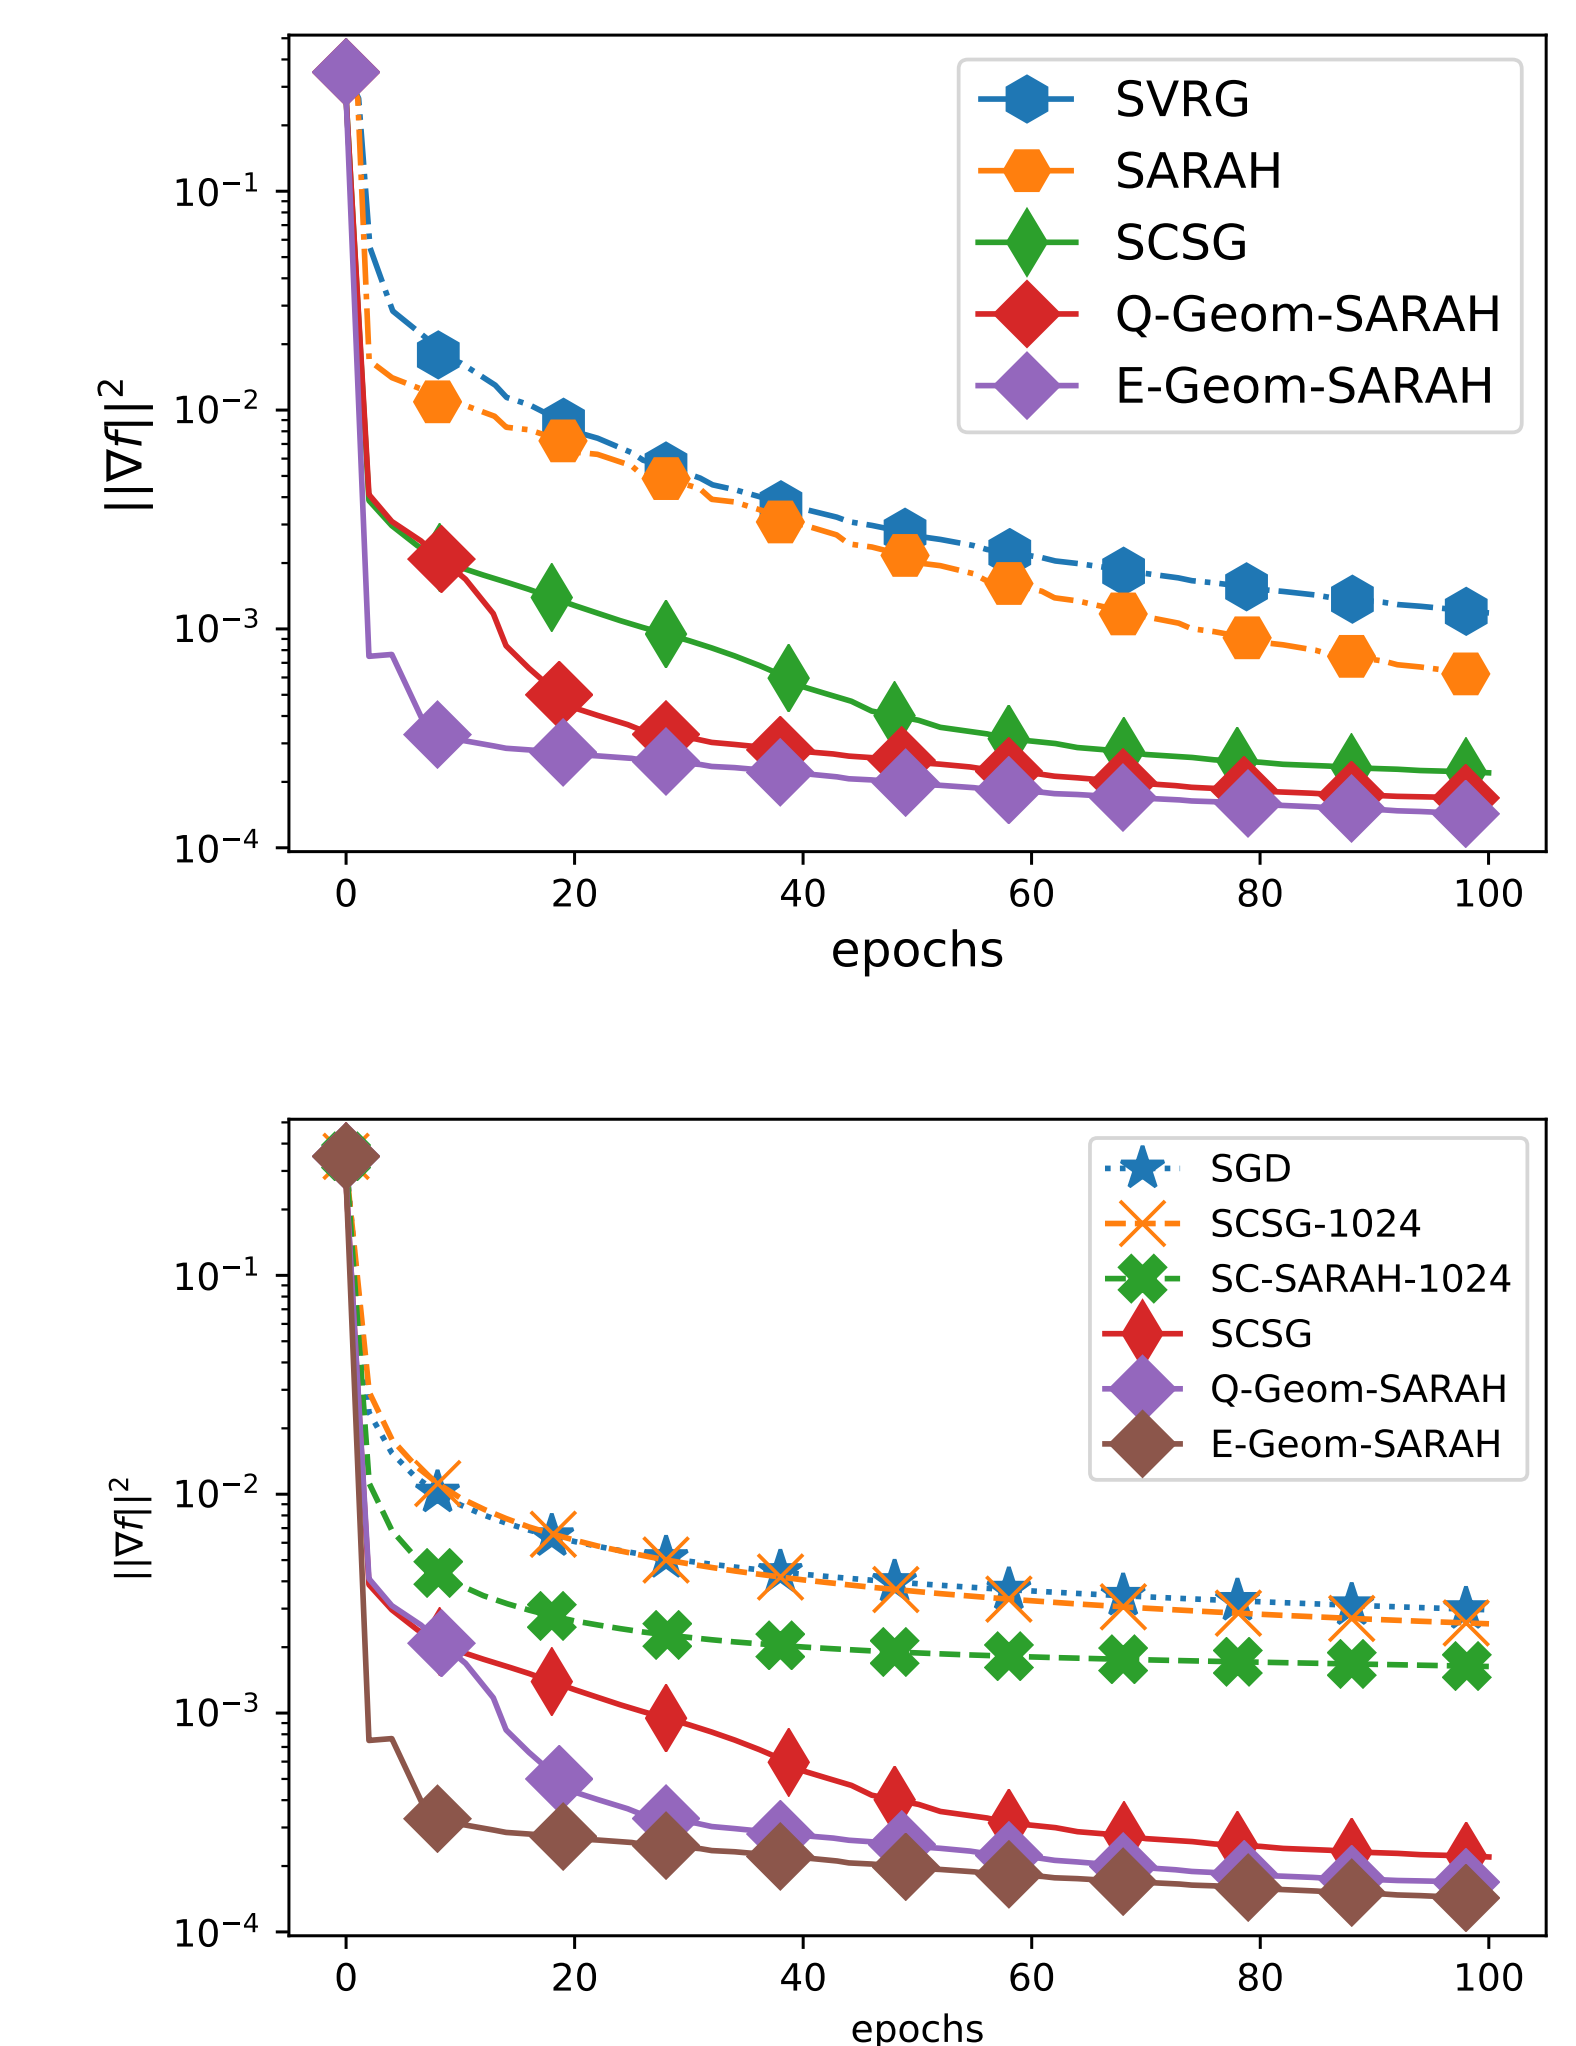 SVRG
SARAH
SCSG
Q-Geom-SARAH
E-Geom-SARAH
10⁻¹
10⁻²
10⁻³
10⁻⁴
||∇f||²
0 20 40 60 80 100
epochs
SGD
SCSG-1024
SC-SARAH-1024
SCSG
Q-Geom-SARAH
E-Geom-SARAH
10⁻¹
10⁻²
10⁻³
10⁻⁴
||∇f||²
0 20 40 60 80 100
epochs